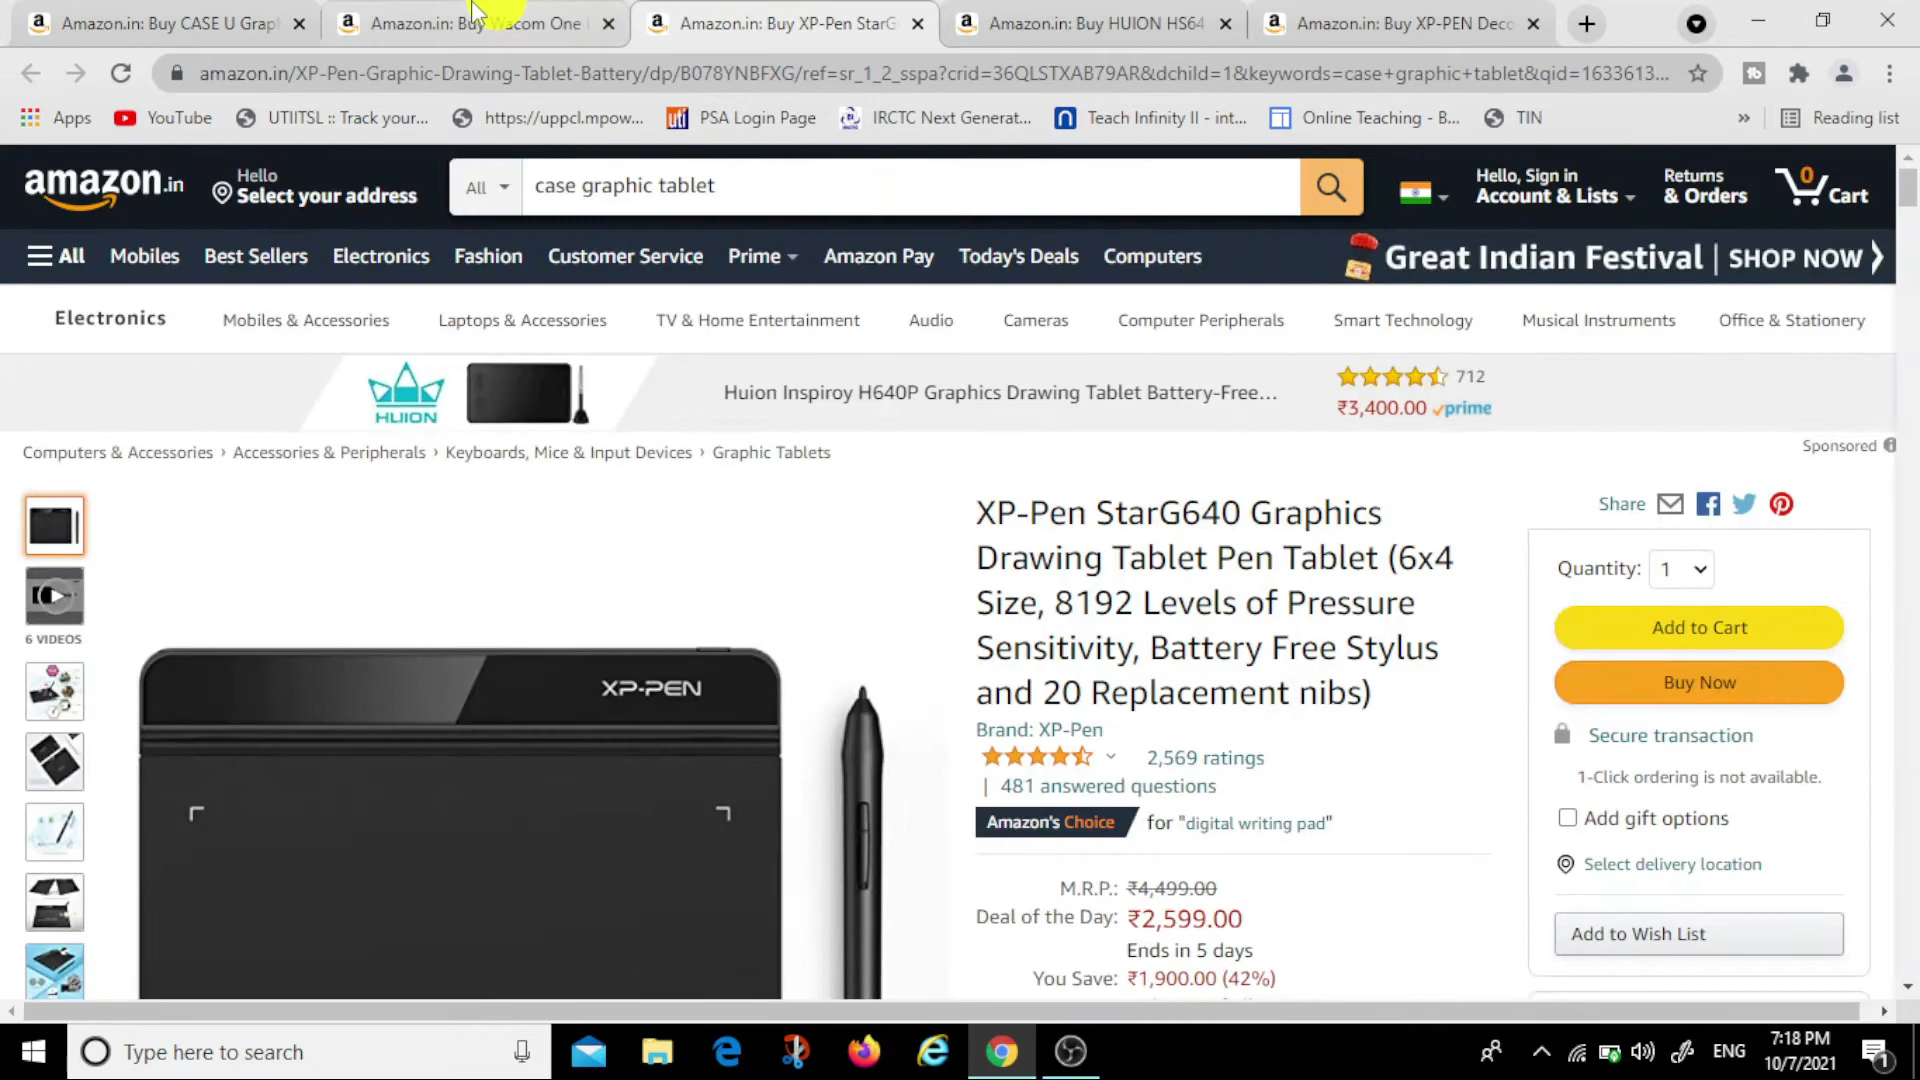 Amazon.in: Buy CASE U Grap
Amazon.in: Buy Wacom One
Amazon.in: Buy XP-Pen StarG
Amazon.in: Buy HUION HS64
Amazon.in: Buy XP-PEN Deco
amazon.in/XP-Pen-Graphic-Drawing-Tablet-Battery/dp/B078YNBFXG/ref=sr_1_2_sspa?crid=36QLSTXAB79AR&dchild=1&keywords=case+graphic+tablet&qid=1633613...
Apps
YouTube
UTIITSL :: Track your...
https://uppcl.mpow...
PSA Login Page
IRCTC Next Generat...
Teach Infinity II - int...
Online Teaching - B...
TIN
»
Reading list
amazon.in
Hello
Select your address
All
case graphic tablet
Hello, Sign in
Account & Lists
Returns
& Orders
0
Cart
All
Mobiles
Best Sellers
Electronics
Fashion
Customer Service
Prime
Amazon Pay
Today's Deals
Computers
Great Indian Festival | SHOP NOW
Electronics
Mobiles & Accessories
Laptops & Accessories
TV & Home Entertainment
Audio
Cameras
Computer Peripherals
Smart Technology
Musical Instruments
Office & Stationery
HUION
Huion Inspiroy H640P Graphics Drawing Tablet Battery-Free...
712
₹3,400.00 prime
Computers & Accessories › Accessories & Peripherals › Keyboards, Mice & Input Devices › Graphic Tablets
Sponsored
6 VIDEOS
XP-PEN
XP-Pen StarG640 Graphics
Drawing Tablet Pen Tablet (6x4
Size, 8192 Levels of Pressure
Sensitivity, Battery Free Stylus
and 20 Replacement nibs)
Brand: XP-Pen
2,569 ratings
| 481 answered questions
Amazon's Choice for "digital writing pad"
M.R.P.: ₹4,499.00
Deal of the Day: ₹2,599.00
Ends in 5 days
You Save: ₹1,900.00 (42%)
Share
Quantity: 1
Add to Cart
Buy Now
Secure transaction
1-Click ordering is not available.
Add gift options
Select delivery location
Add to Wish List
Type here to search
ENG
7:18 PM
10/7/2021
1